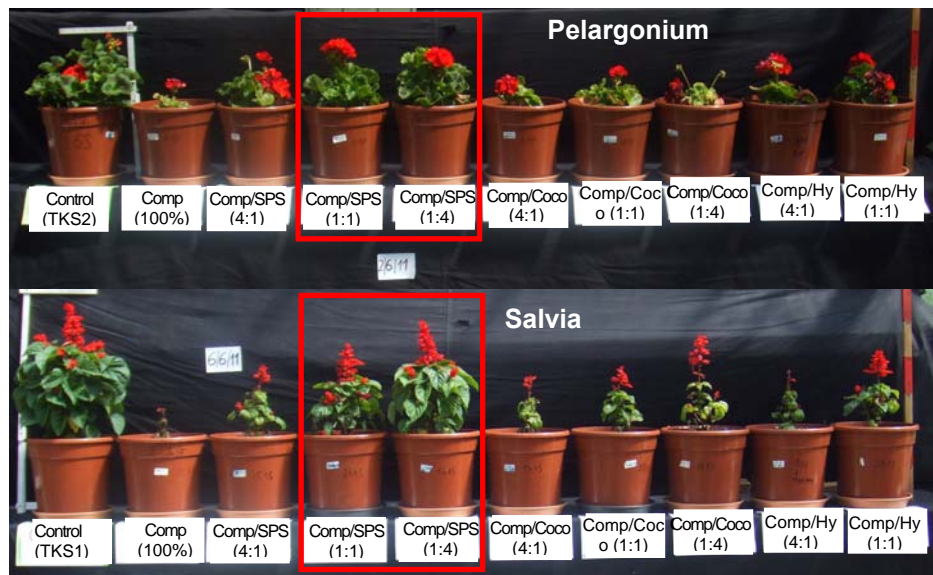 Pelargonium
Control
(TKS2)
Comp
(100%)
Comp/SPS
(4:1)
Comp/SPS
(1:1)
Comp/SPS
(1:4)
Comp/Coco
(4:1)
Comp/Coc
o (1:1)
Comp/Coco
(1:4)
Comp/Hy
(4:1)
Comp/Hy
(1:1)
2/6/11
Salvia
6/6/11
Control
(TKS1)
Comp
(100%)
Comp/SPS
(4:1)
Comp/SPS
(1:1)
Comp/SPS
(1:4)
Comp/Coco
(4:1)
Comp/Coc
o (1:1)
Comp/Coco
(1:4)
Comp/Hy
(4:1)
Comp/Hy
(1:1)